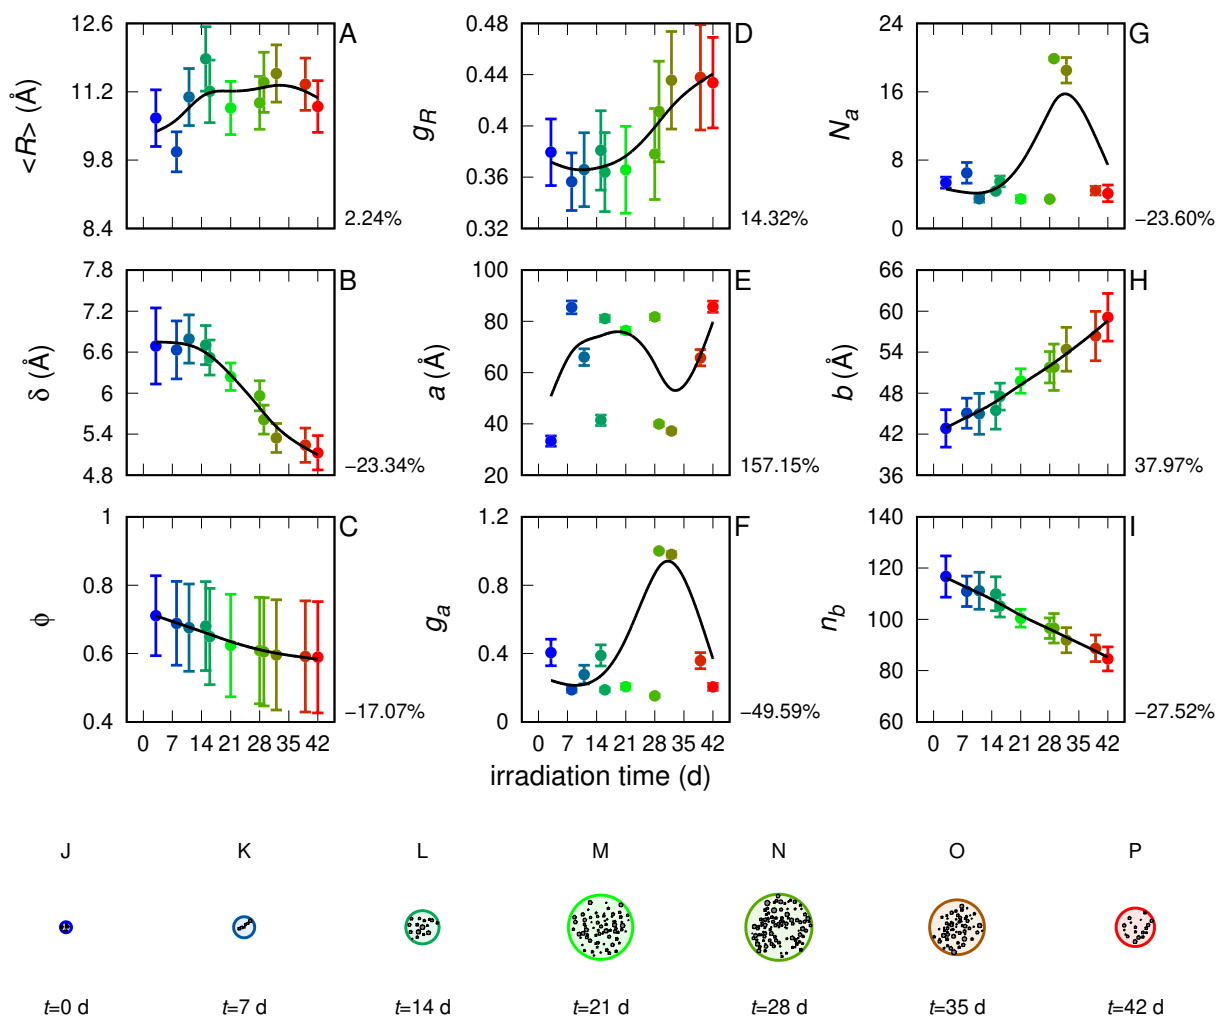 A
12.6
11.2
9.8
8.4
<R> (Å)
2.24%
D
0.48
0.44
0.4
0.36
0.32
gR
14.32%
G
24
16
8
0
Na
−23.60%
B
7.8
7.2
6.6
6
5.4
4.8
δ (Å)
−23.34%
E
100
80
60
40
20
a (Å)
157.15%
H
66
60
54
48
42
36
b (Å)
37.97%
C
1
0.8
0.6
0.4
ϕ
−17.07%
0 7 14 21 28 35 42
F
1.2
0.8
0.4
0
ga
−49.59%
0 7 14 21 28 35 42
I
140
120
100
80
60
nb
−27.52%
0 7 14 21 28 35 42
irradiation time (d)
J K L M N O P
t=0 d t=7 d t=14 d t=21 d t=28 d t=35 d t=42 d